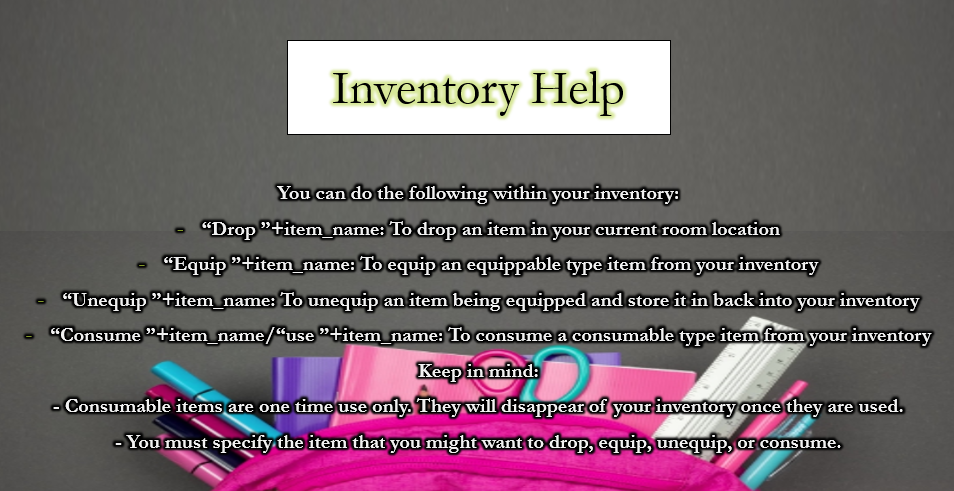 Inventory Help
You can do the following within your inventory:
- “Drop ”+item_name: To drop an item in your current room location
- “Equip ”+item_name: To equip an equippable type item from your inventory
- “Unequip ”+item_name: To unequip an item being equipped and store it in back into your inventory
- “Consume ”+item_name/“use ”+item_name: To consume a consumable type item from your inventory
Keep in mind:
- Consumable items are one time use only. They will disappear of your inventory once they are used.
- You must specify the item that you might want to drop, equip, unequip, or consume.